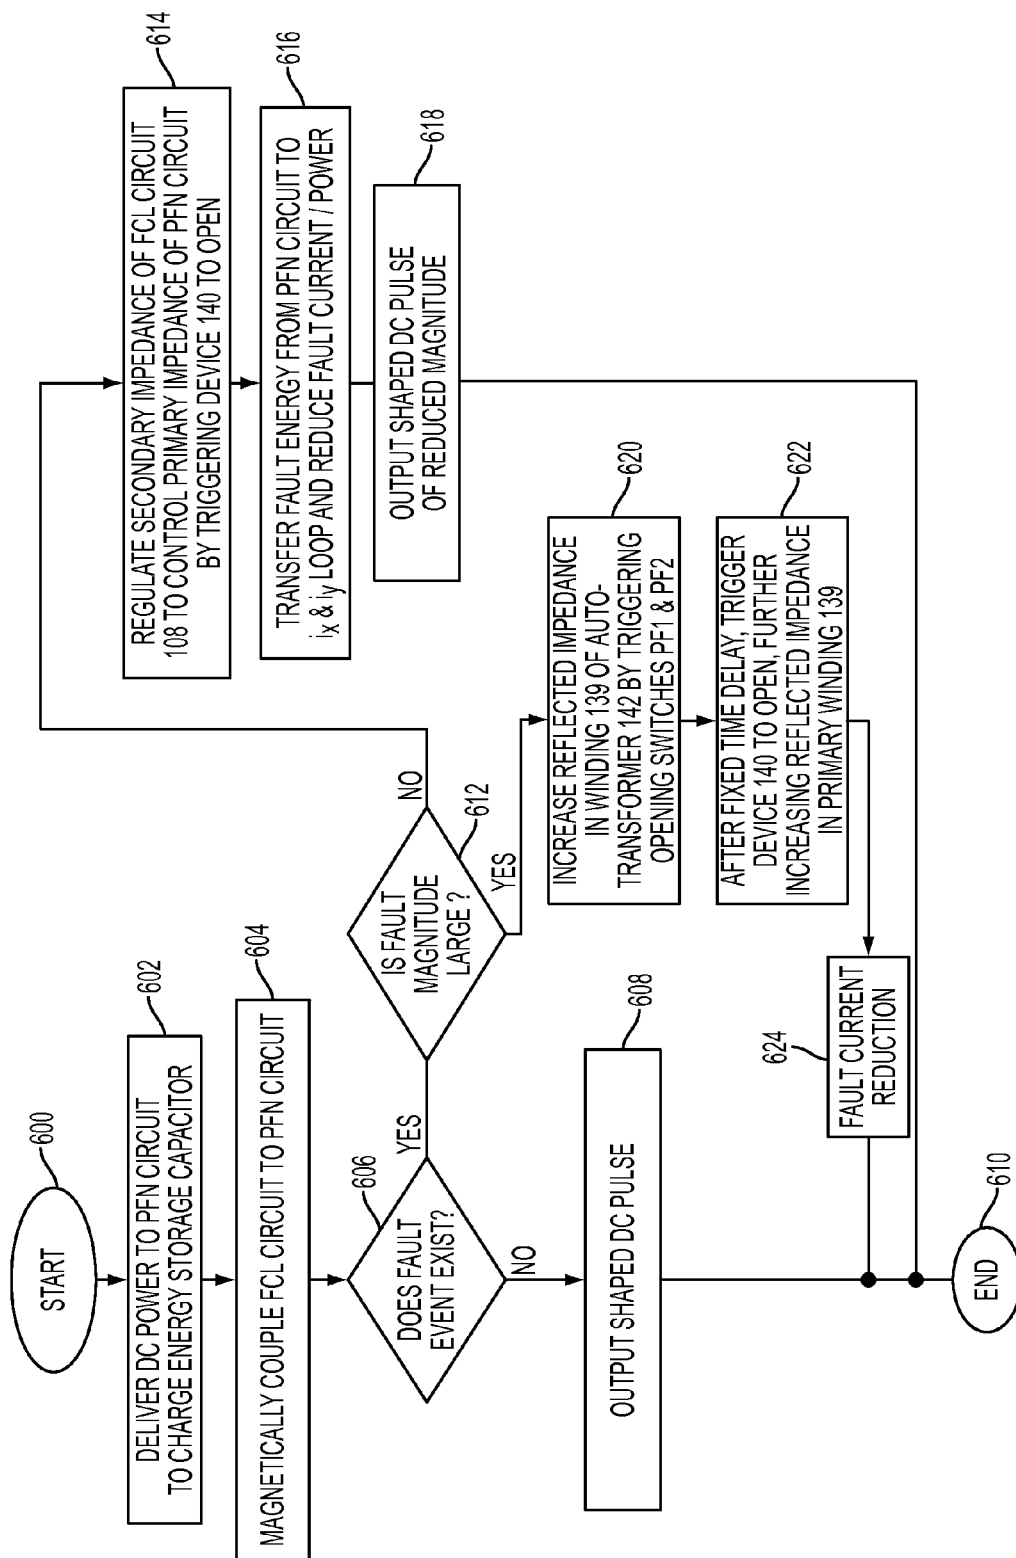 600
START
602
DELIVER DC POWER TO PFN CIRCUIT
TO CHARGE ENERGY STORAGE CAPACITOR
604
MAGNETICALLY COUPLE FCL CIRCUIT TO PFN CIRCUIT
606
DOES FAULT
EVENT EXIST?
YES
NO
608
OUTPUT SHAPED DC PULSE
610
END
612
IS FAULT
MAGNITUDE
LARGE ?
NO
YES
614
REGULATE SECONDARY IMPEDANCE OF FCL CIRCUIT
108 TO CONTROL PRIMARY IMPEDANCE OF PFN CIRCUIT
BY TRIGGERING DEVICE 140 TO OPEN
616
TRANSFER FAULT ENERGY FROM PFN CIRCUIT TO
ix & iy LOOP AND REDUCE FAULT CURRENT / POWER
618
OUTPUT SHAPED DC PULSE
OF REDUCED MAGNITUDE
620
INCREASE REFLECTED IMPEDANCE
IN WINDING 139 OF AUTO-
TRANSFORMER 142 BY TRIGGERING
OPENING SWITCHES PF1 & PF2
622
AFTER FIXED TIME DELAY, TRIGGER
DEVICE 140 TO OPEN, FURTHER
INCREASING REFLECTED IMPEDANCE
IN PRIMARY WINDING 139
624
FAULT CURRENT
REDUCTION